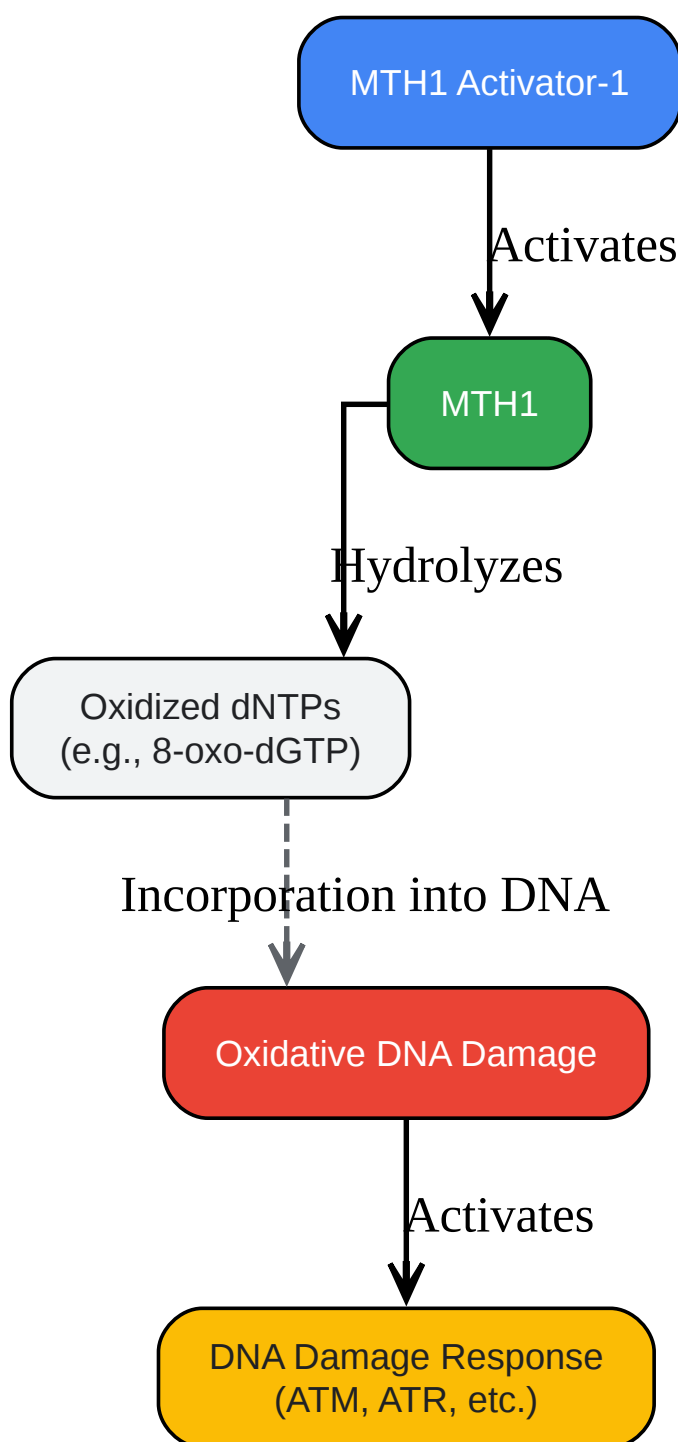 MTH1 Activator-1
Activates
MTH1
Hydrolyzes
Oxidized dNTPs
(e.g., 8-oxo-dGTP)
Incorporation into DNA
Oxidative DNA Damage
Activates
DNA Damage Response
(ATM, ATR, etc.)